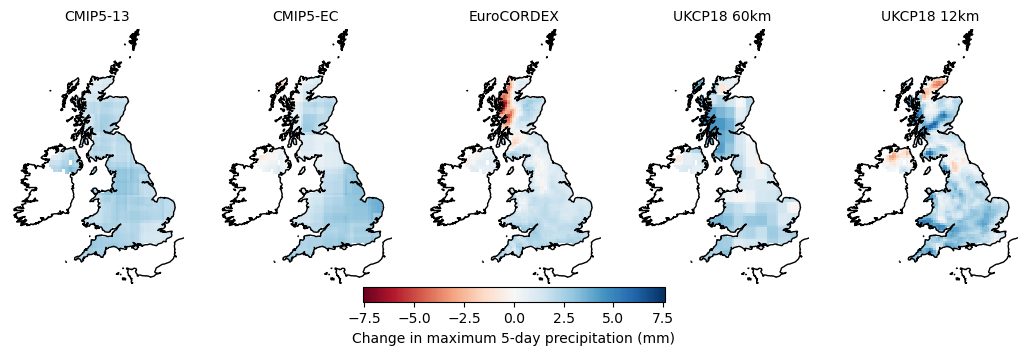 CMIP5-13
CMIP5-EC
EuroCORDEX
UKCP18 60km
UKCP18 12km
−7.5 −5.0 −2.5 0.0 2.5 5.0 7.5
Change in maximum 5-day precipitation (mm)